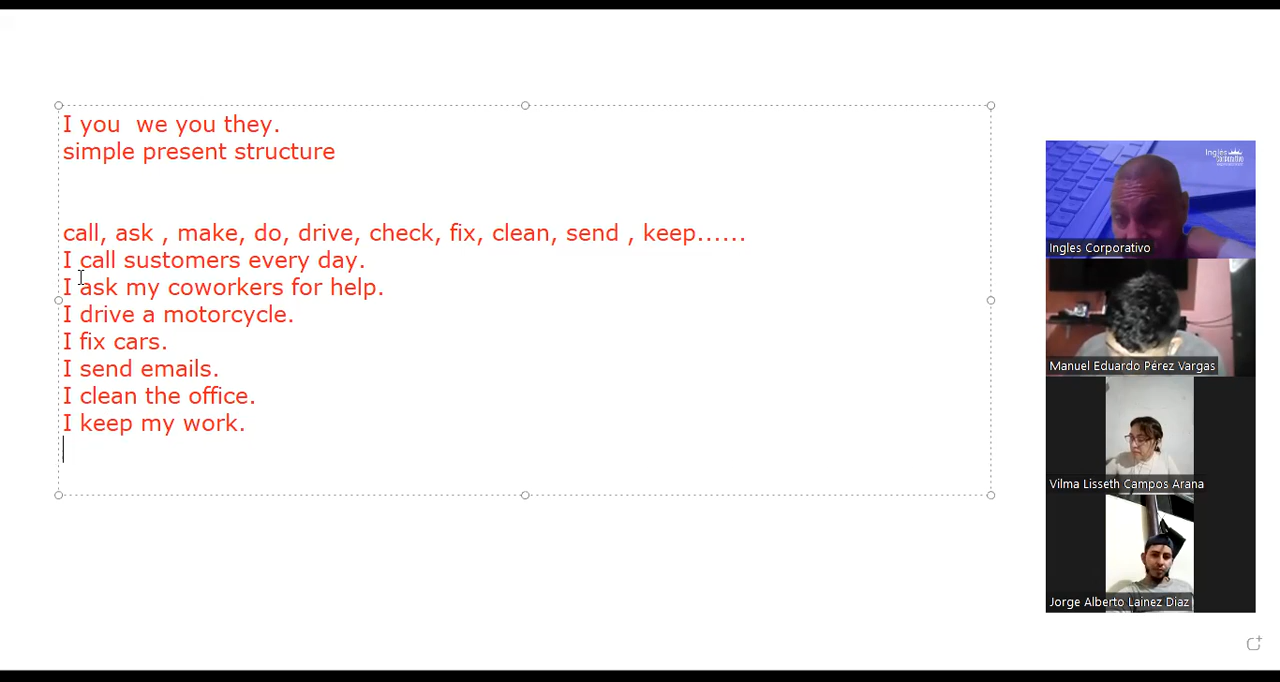 I you we you they.
simple present structure
call, ask , make, do, drive, check, fix, clean, send , keep......
I call sustomers every day.
I ask my coworkers for help.
I drive a motorcycle.
I fix cars.
I send emails.
I clean the office.
I keep my work.
Ingles
Corporativo
Ingles Corporativo
Manuel Eduardo Pérez Vargas
Vilma Lisseth Campos Arana
Jorge Alberto Lainez Diaz